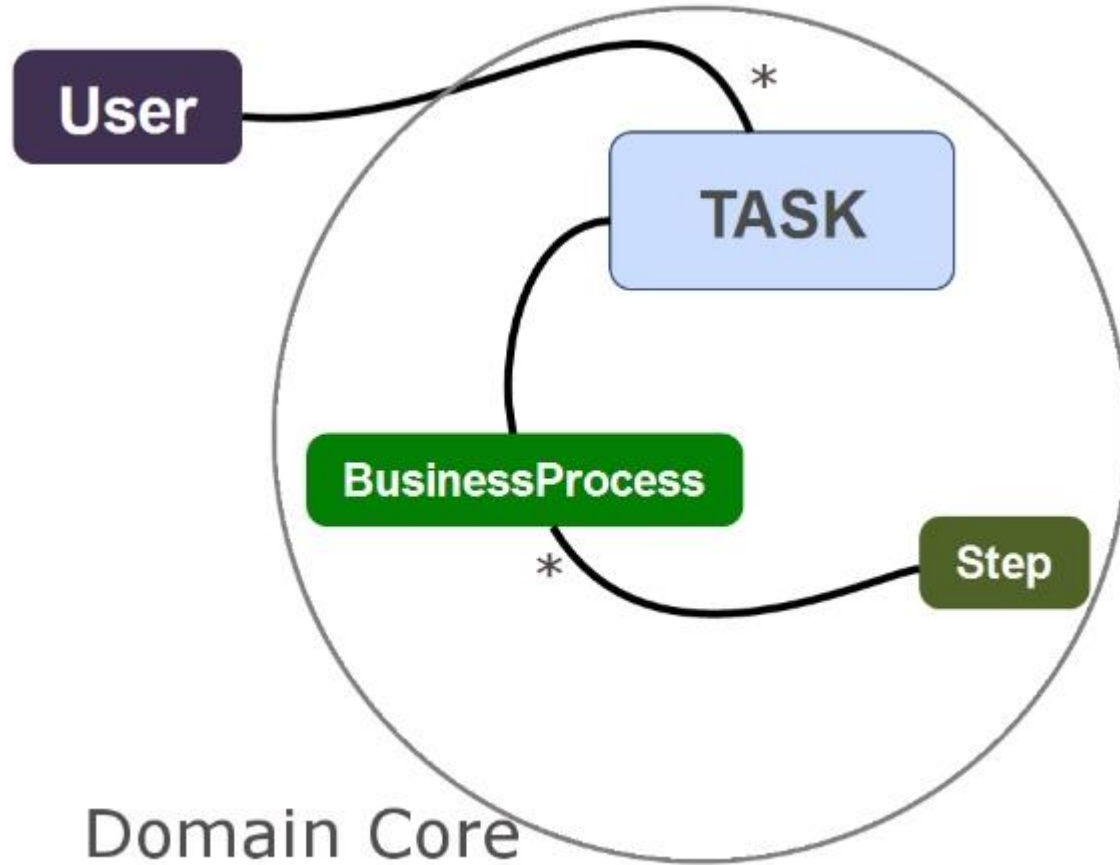 User
*
TASK
BusinessProcess
*
Step
Domain Core